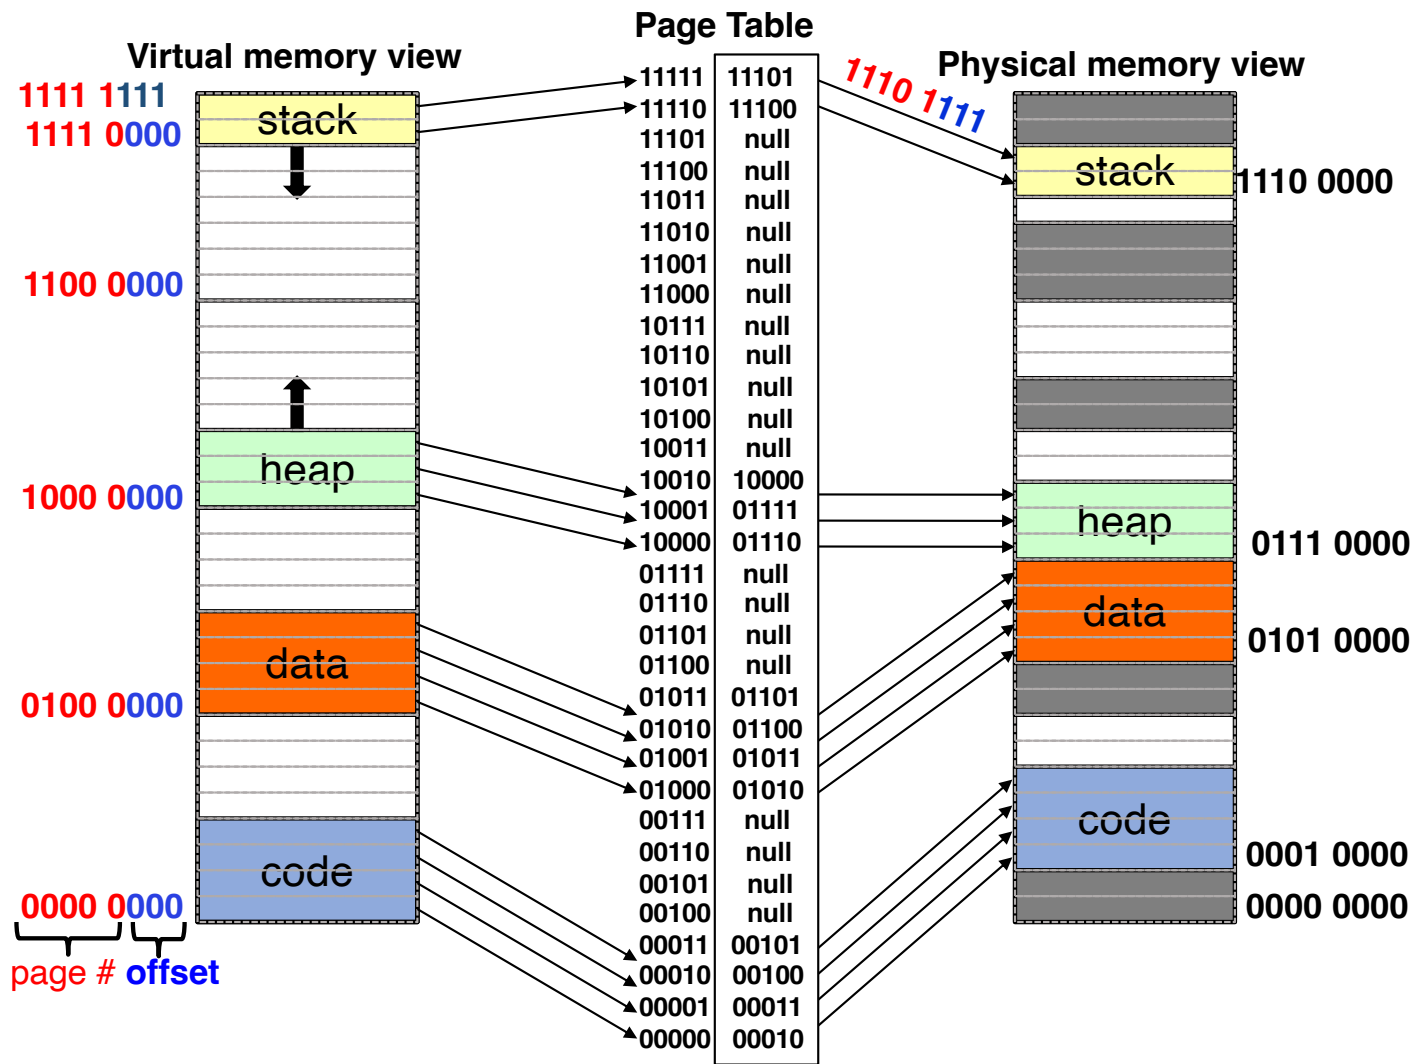 Page Table
Virtual memory view
Physical memory view
1111 1111
1111 0000
1100 0000
1000 0000
0100 0000
0000 0000
page # offset
stack
heap
data
code
11111 11101
11110 11100
11101 null
11100 null
11011 null
11010 null
11001 null
11000 null
10111 null
10110 null
10101 null
10100 null
10011 null
10010 10000
10001 01111
10000 01110
01111 null
01110 null
01101 null
01100 null
01011 01101
01010 01100
01001 01011
01000 01010
00111 null
00110 null
00101 null
00100 null
00011 00101
00010 00100
00001 00011
00000 00010
1110 1111
stack
1110 0000
heap
0111 0000
data
0101 0000
code
0001 0000
0000 0000